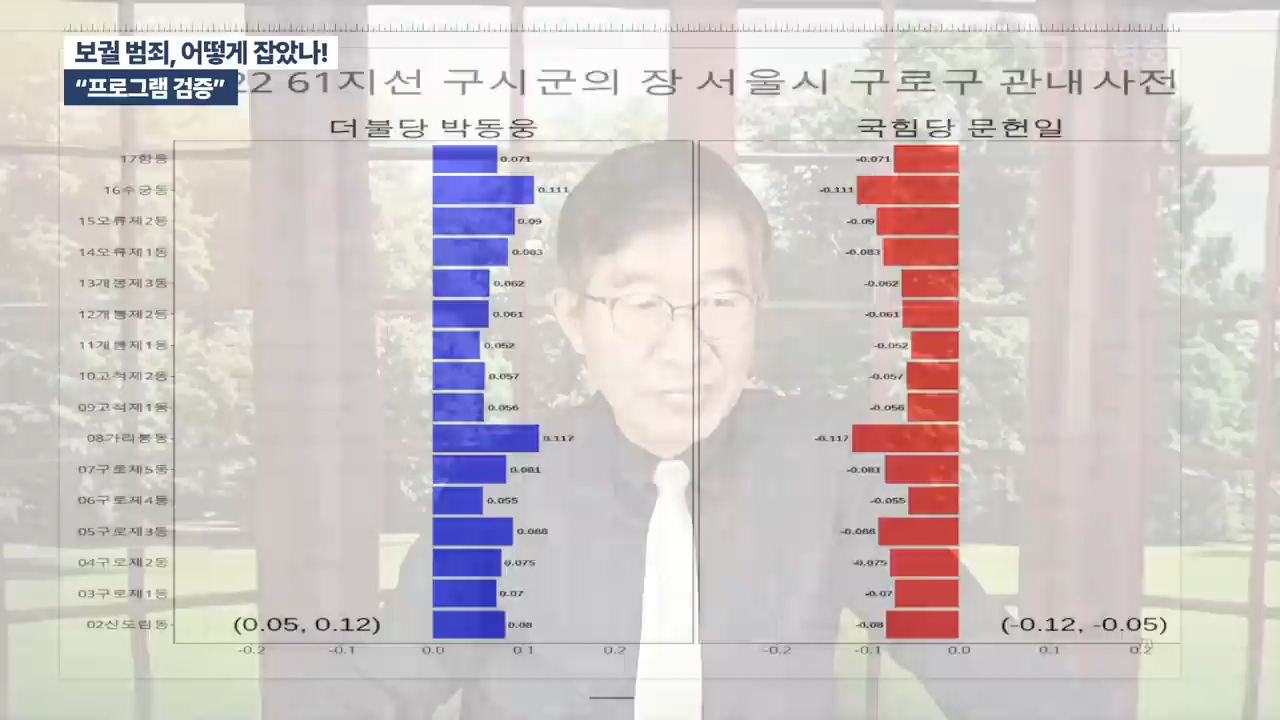 보궐 범죄, 어떻게 잡았나!
“프로그램 검증”
22 61지선 구시군의 장 서울시 구로구 관내사전
더불당 박동웅
국힘당 문헌일
17항동 0.071 -0.071
16수궁동 0.111 -0.111
15오류제2동 0.09 -0.09
14오류제1동 0.083 -0.083
13개봉제3동 0.062 -0.062
12개봉제2동 0.061 -0.061
11개봉제1동 0.052 -0.052
10고척제2동 0.057 -0.057
09고척제1동 0.056 -0.056
08가리봉동 0.117 -0.117
07구로제5동 0.081 -0.081
06구로제4동 0.055 -0.055
05구로제3동 0.088 -0.088
04구로제2동 0.075 -0.075
03구로제1동 0.07 -0.07
02신도림동 0.08 -0.08
(0.05, 0.12) (-0.12, -0.05)
-0.2 -0.1 0.0 0.1 0.2 -0.2 -0.1 0.0 0.1 0.2